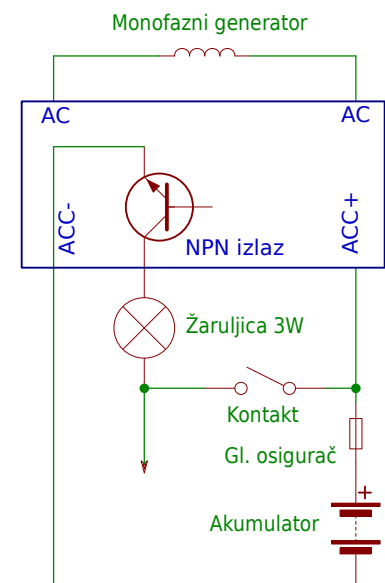 Monofazni generator
AC
AC
ACC-
ACC+
NPN izlaz
Žaruljica 3W
Kontakt
Gl. osigurač
+
Akumulator